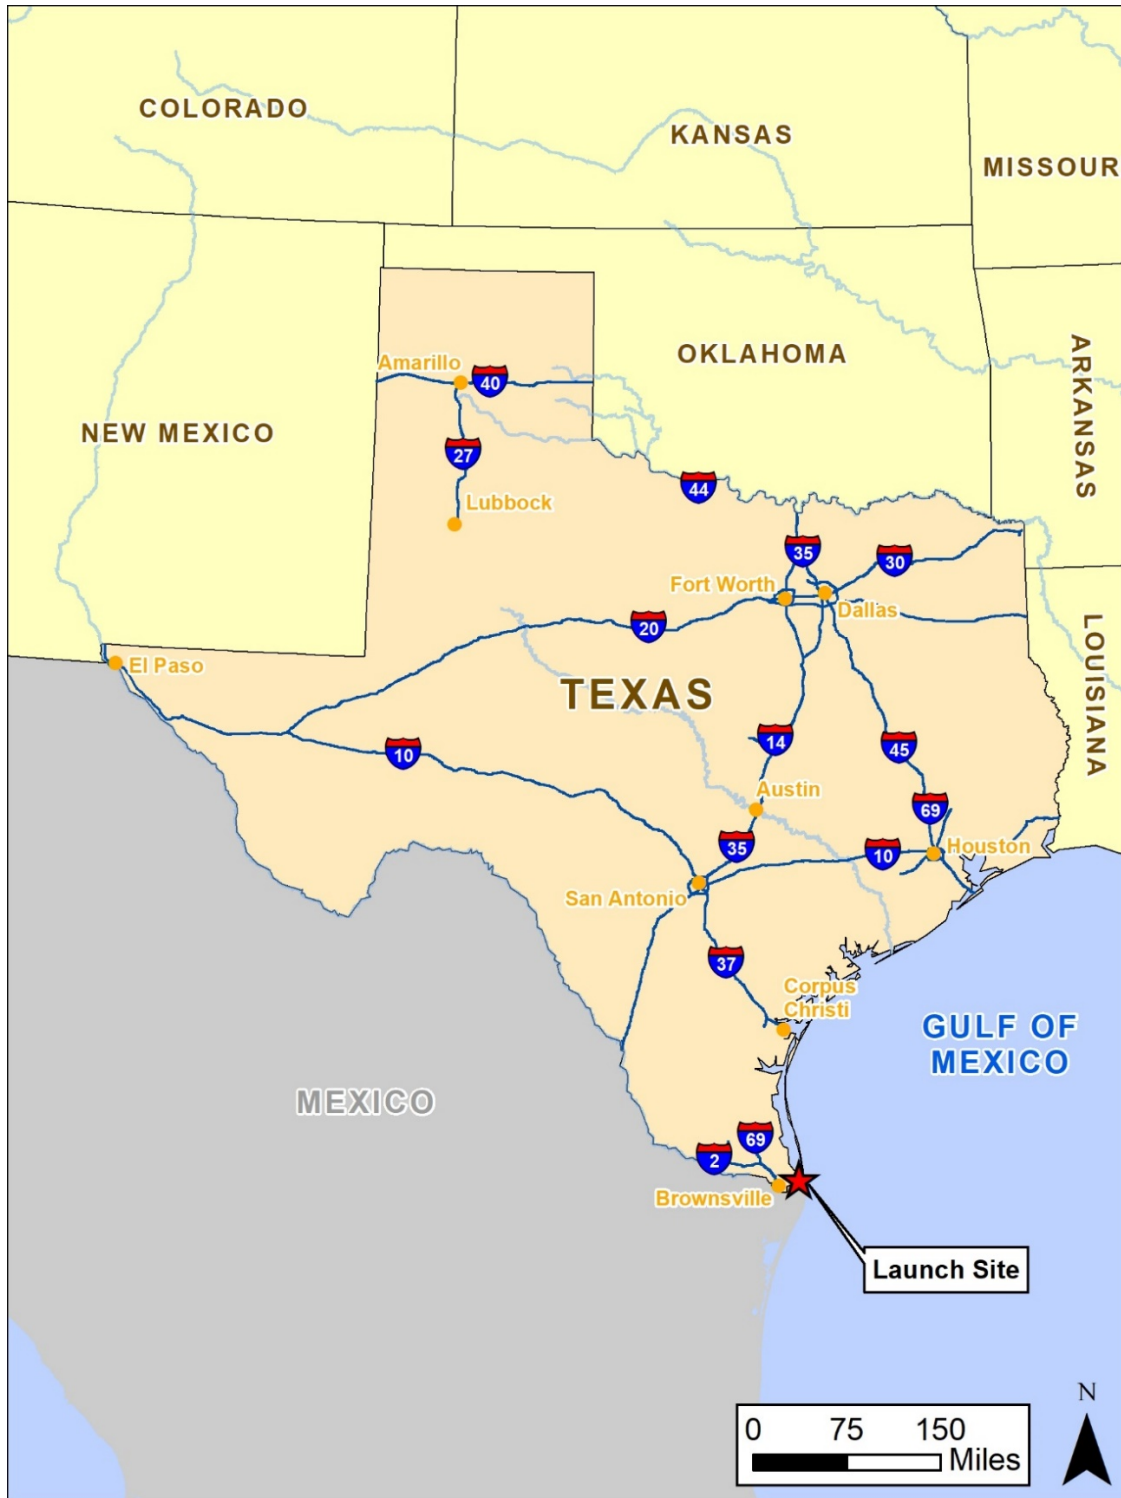 COLORADO
KANSAS
MISSOUR
OKLAHOMA
ARKANSAS
NEW MEXICO
Amarillo
40
27
Lubbock
44
35
30
Fort Worth
Dallas
20
LOUISIANA
El Paso
TEXAS
10
14
45
Austin
69
35
10
Houston
San Antonio
37
Corpus
Christi
GULF OF
MEXICO
MEXICO
69
2
Brownsville
Launch Site
N
0 75 150
Miles